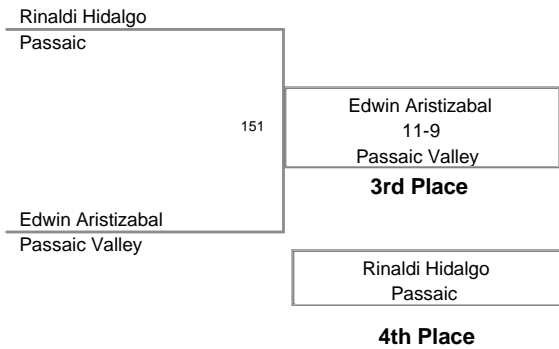 Rinaldi Hidalgo
Passaic
151
Edwin Aristizabal
11-9
Passaic Valley
3rd Place
Edwin Aristizabal
Passaic Valley
Rinaldi Hidalgo
Passaic
4th Place